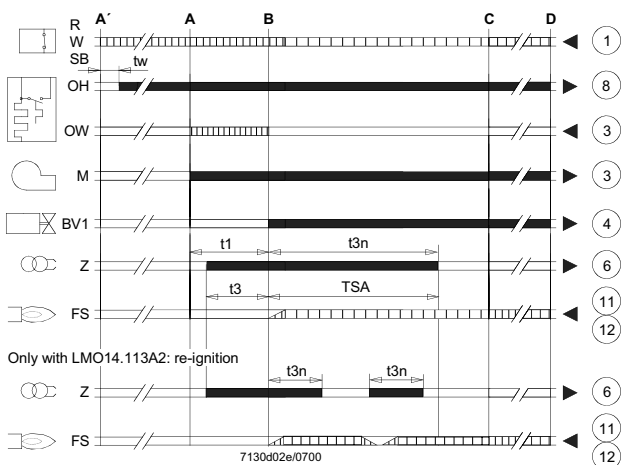 A´ A B C D
R
W 1
SB tw
OH 8
OW 3
M 3
BV1 4
t1 t3n
Z 6
t3 TSA
FS 11
12
Only with LMO14.113A2: re-ignition
t3n t3n
Z 6
FS 11
12
7130d02e/0700